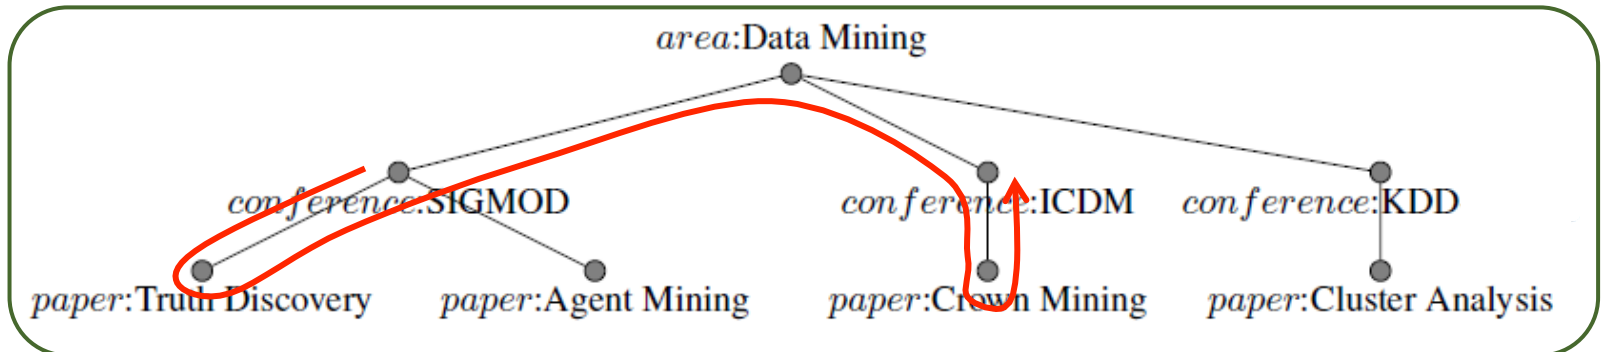 area:Data Mining
conference:SIGMOD conference:ICDM conference:KDD
paper:Truth Discovery paper:Agent Mining paper:Crown Mining paper:Cluster Analysis